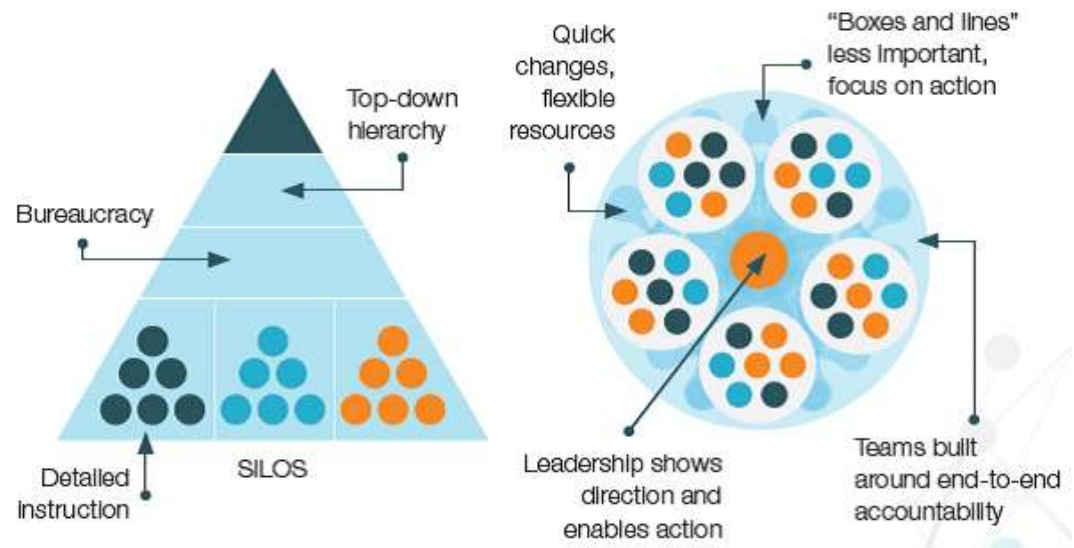 Top-down
hierarchy
Bureaucracy
Detailed
instruction
SILOS
Quick
changes,
flexible
resources
“Boxes and lines"
less important,
focus on action
Leadership shows
direction and
enables action
Teams built
around end-to-end
accountability